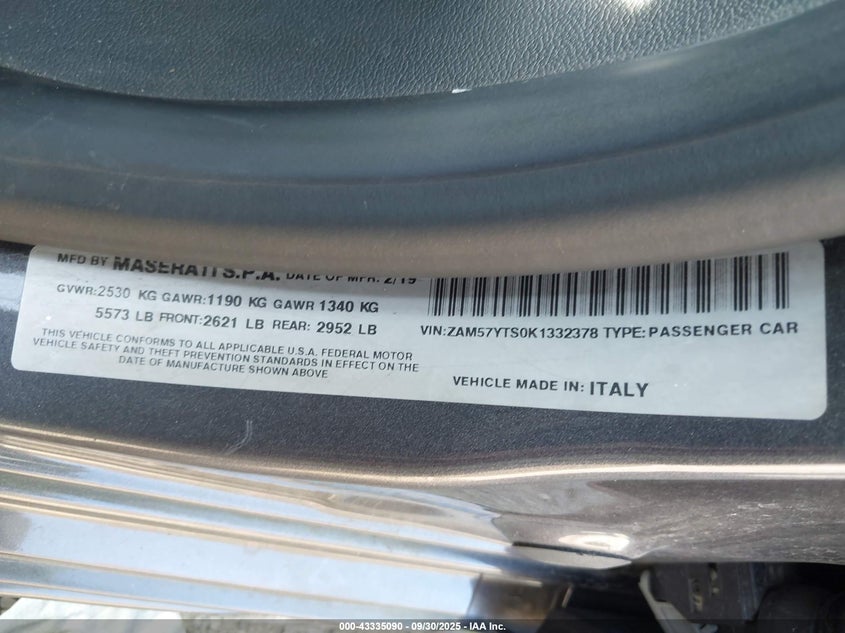 MFD BY MASERATI S.P.A. DATE OF MFR: 2/19
GVWR:2530 KG GAWR:1190 KG GAWR 1340 KG
5573 LB FRONT:2621 LB REAR: 2952 LB
THIS VEHICLE CONFORMS TO ALL APPLICABLE U.S.A. FEDERAL MOTOR
VEHICLE SAFETY AND THEFT PREVENTION STANDARDS IN EFFECT ON THE
DATE OF MANUFACTURE SHOWN ABOVE
VIN:ZAM57YTS0K1332378 TYPE:PASSENGER CAR
VEHICLE MADE IN: ITALY
000-43335090 - 09/30/2025 - IAA Inc.